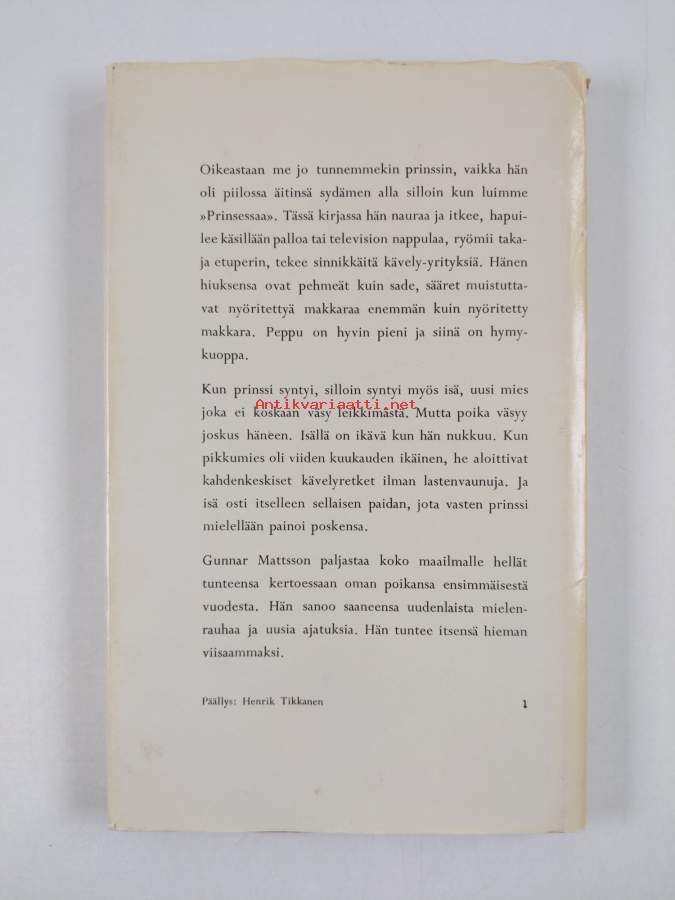 Oikeastaan me jo tunnemmekin prinssin, vaikka hän
oli piilossa äitinsä sydämen alla silloin kun luimme
»Prinsessaa». Tässä kirjassa hän nauraa ja itkee, hapui-
lee käsillään palloa tai television nappulaa, ryömii taka-
ja etuperin, tekee sinnikkäitä kävely-yrityksiä. Hänen
hiuksensa ovat pehmeät kuin sade, sääret muistutta-
vat nyöritettyä makkaraa enemmän kuin nyöritetty
makkara. Peppu on hyvin pieni ja siinä on hymy-
kuoppa.
Kun prinssi syntyi, silloin syntyi myös isä, uusi mies
Antikvariaatti.net
joka ei koskaan väsy leikkimästä. Mutta poika väsyy
joskus häneen. Isällä on ikävä kun hän nukkuu. Kun
pikkumies oli viiden kuukauden ikäinen, he aloittivat
kahdenkeskiset kävelyretket ilman lastenvaunuja. Ja
isä osti itselleen sellaisen paidan, jota vasten prinssi
mielellään painoi poskensa.
Gunnar Mattsson paljastaa koko maailmalle hellät
tunteensa kertoessaan oman poikansa ensimmäisestä
vuodesta. Hän sanoo saaneensa uudenlaista mielen-
rauhaa ja uusia ajatuksia. Hän tuntee itsensä hieman
viisaammaksi.
Päällys: Henrik Tikkanen 1